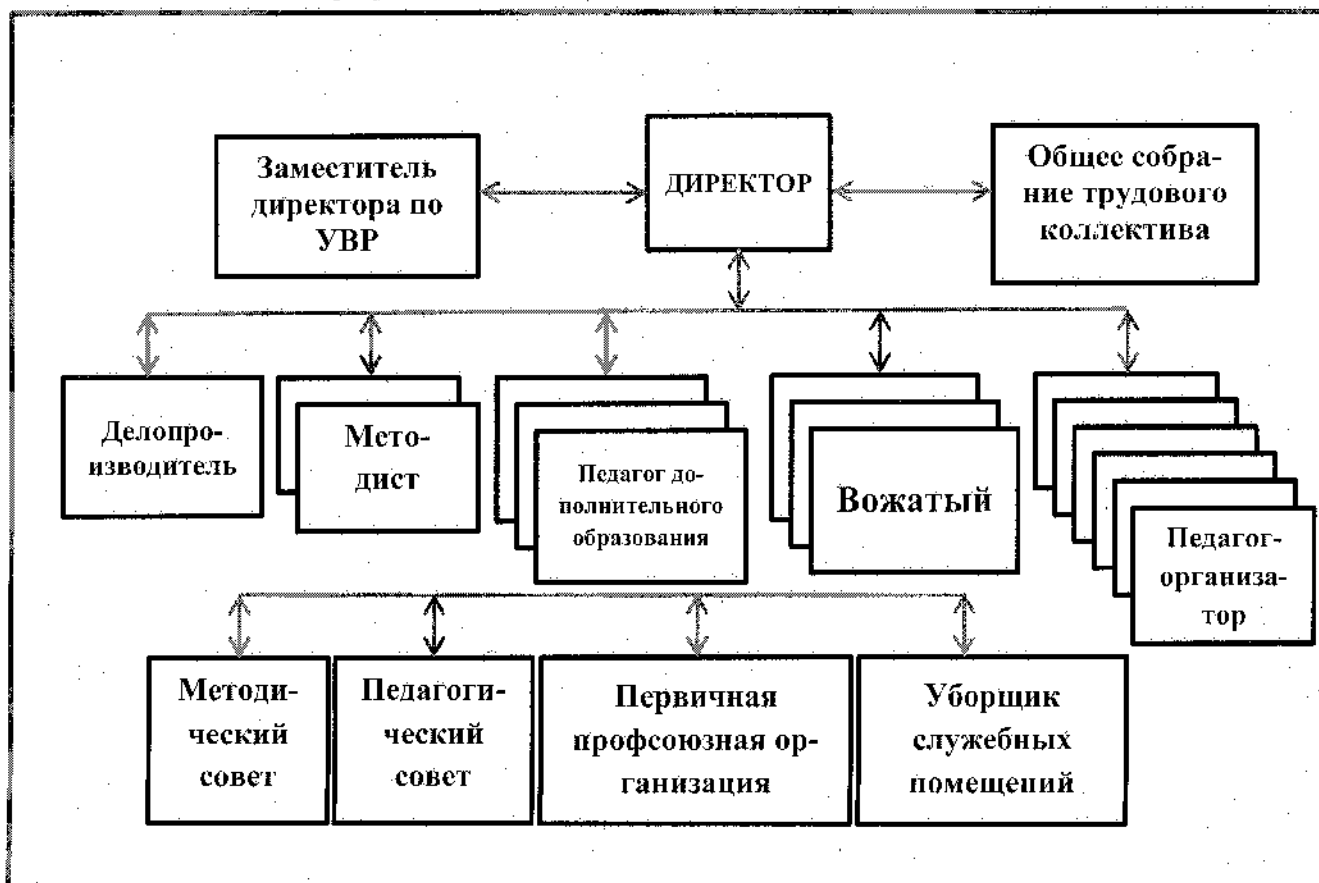 Заместитель
директора по
УВР
ДИРЕКТОР
Общее собра-
ние трудового
коллектива
Делопро-
изводитель
Мето-
дист
Педагог до-
полнительного
образования
Вожатый
Педагог-
организа-
тор
Методи-
ческий
совет
Педагоги-
ческий
совет
Первичная
профсоюзная ор-
ганизация
Уборщик
служебных
помещений